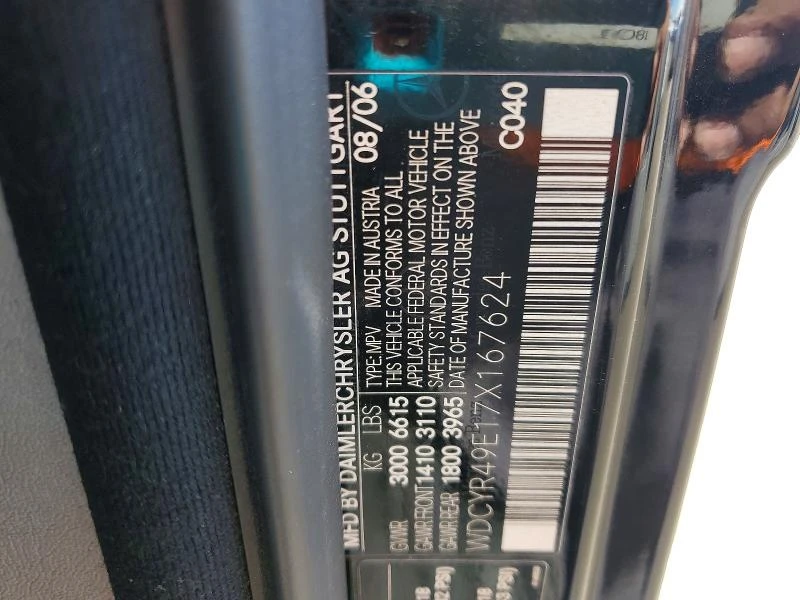 MFD BY DAIMLERCHRYSLER AG STUTTGART
08/06
KG LBS TYPE: MPV MADE IN AUSTRIA
GVWR 3000 6615 THIS VEHICLE CONFORMS TO ALL
GAWR FRONT 1410 3110 APPLICABLE FEDERAL MOTOR VEHICLE
GAWR REAR 1800 3965 SAFETY STANDARDS IN EFFECT ON THE
DATE OF MANUFACTURE SHOWN ABOVE
WDCYR49E17X167624
C040